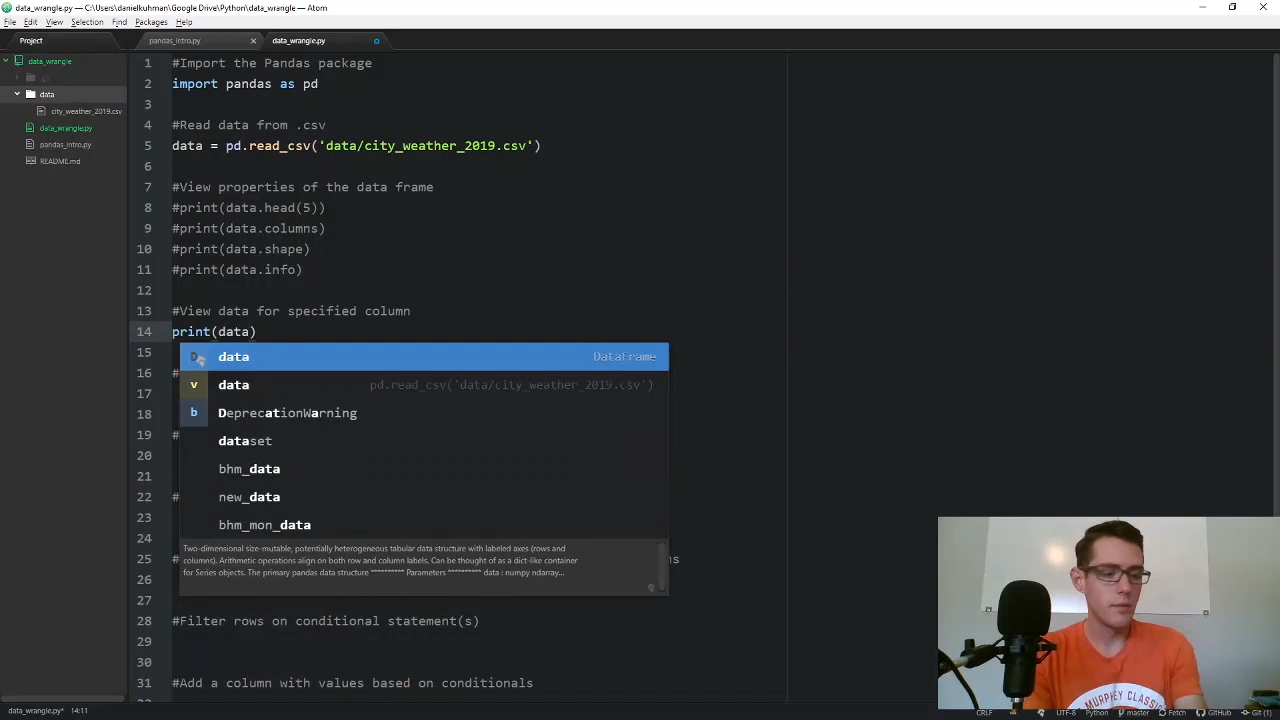 data_wrangle.py — C:\Users\danielkuhman\Google Drive\Python\data_wrangle — Atom
File Edit View Selection Find Packages Help
Project
pandas_intro.py
data_wrangle.py
data_wrangle
data
city_weather_2019.csv
data_wrangle.py
pandas_intro.py
README.md
1 #Import the Pandas package
2 import pandas as pd
3
4 #Read data from .csv
5 data = pd.read_csv('data/city_weather_2019.csv')
6
7 #View properties of the data frame
8 #print(data.head(5))
9 #print(data.columns)
10 #print(data.shape)
11 #print(data.info)
12
13 #View data for specified column
14 print(data)
15
16 #
17
18
19 #
20
21
22 #
23
24
25 # ns
26
27
28 #Filter rows on conditional statement(s)
29
30
31 #Add a column with values based on conditionals
D data DataFrame
v data pd.read_csv('data/city_weather_2019.csv')
b DeprecationWarning
dataset
bhm_data
new_data
bhm_mon_data
Two-dimensional size-mutable, potentially heterogeneous tabular data structure with labeled axes (rows and
columns). Arithmetic operations align on both row and column labels. Can be thought of as a dict-like container
for Series objects. The primary pandas data structure ********** Parameters ********** data : numpy ndarray...
MURPHEY CLASSIC
data_wrangle.py* 14:11
CRLF UTF-8 Python master Fetch GitHub Git (1)